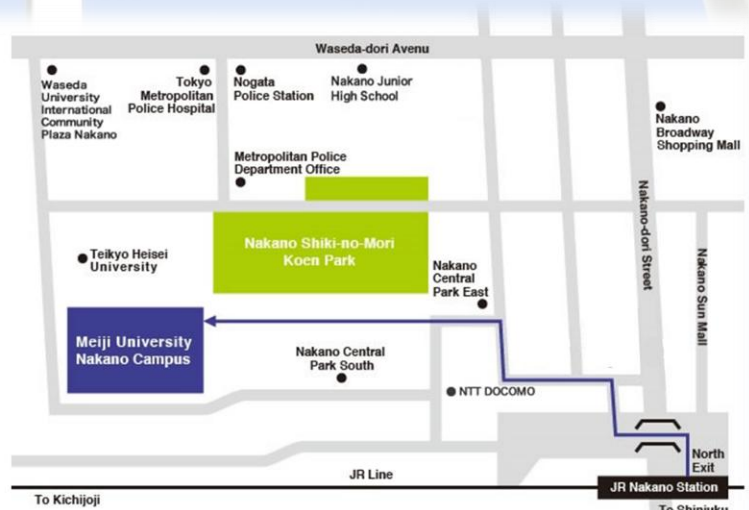 Waseda-dori Avenu
Waseda
University
International
Community
Plaza Nakano
Tokyo
Metropolitan
Police Hospital
Nogata
Police Station
Nakano Junior
High School
Nakano
Broadway
Shopping Mall
Metropolitan Police
Department Office
Nakano-dori Street
Nakano Sun Mall
Nakano Shiki-no-Mori
Koen Park
Teikyo Heisei
University
Nakano
Central
Park East
Meiji University
Nakano Campus
Nakano Central
Park South
NTT DOCOMO
North
Exit
JR Line
JR Nakano Station
To Kichijoji
To Shinjuku